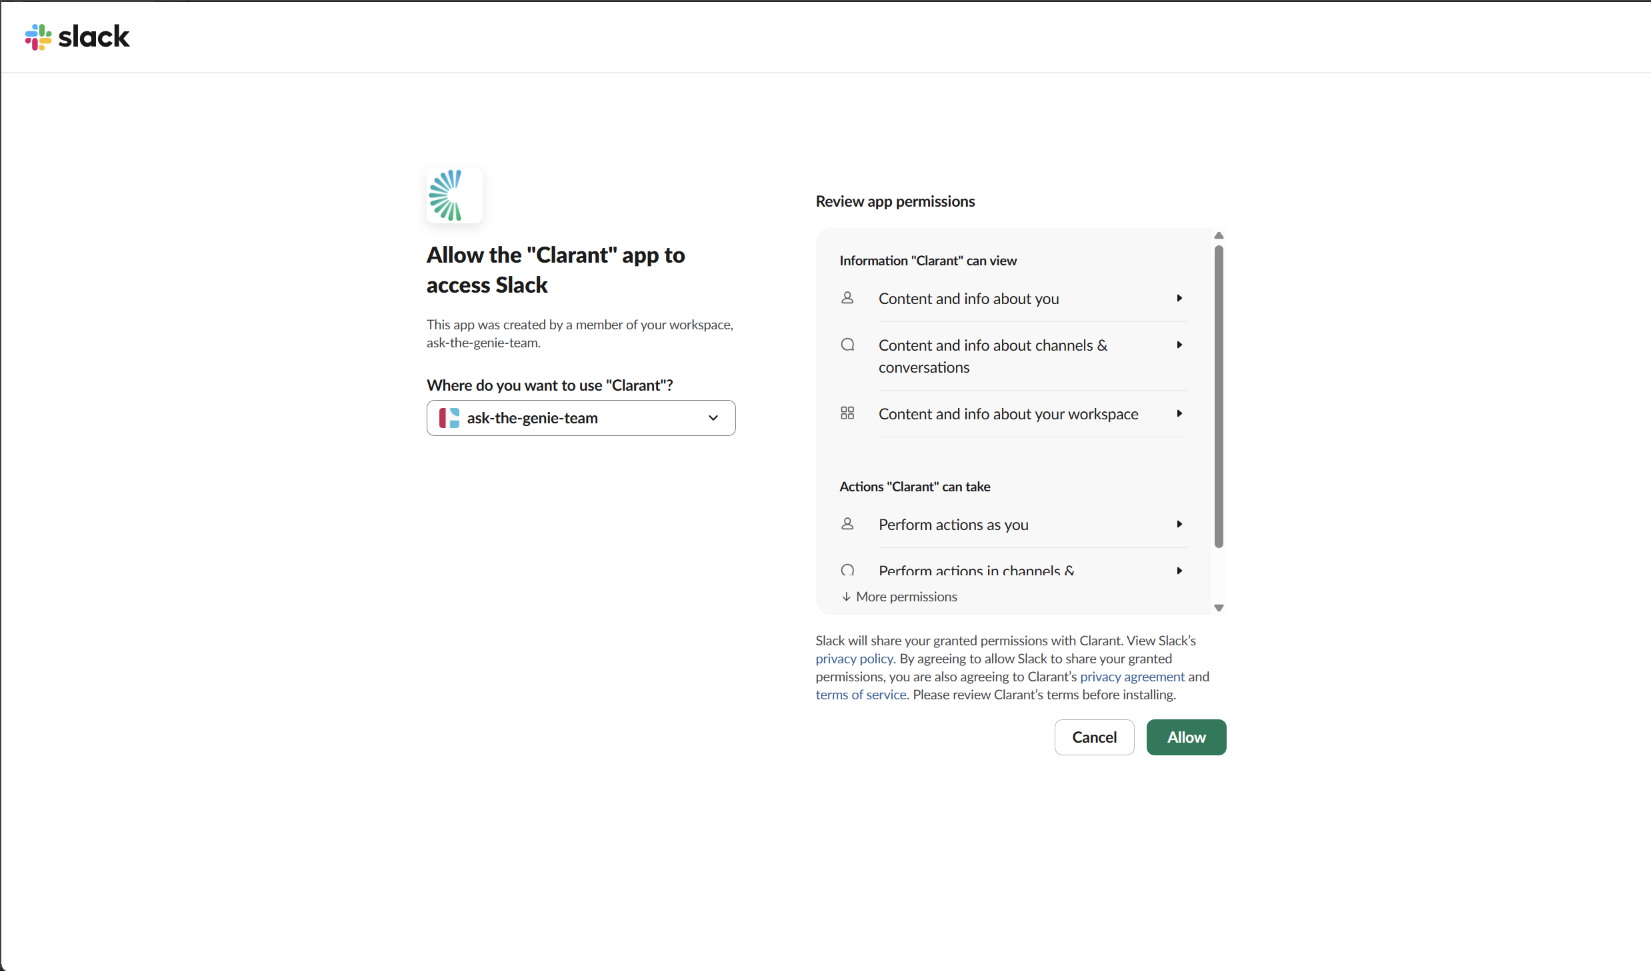 slack
Allow the "Clarant" app to
access Slack
This app was created by a member of your workspace,
ask-the-genie-team.
Where do you want to use "Clarant"?
ask-the-genie-team
Review app permissions
Information "Clarant" can view
Content and info about you
Content and info about channels &
conversations
Content and info about your workspace
Actions "Clarant" can take
Perform actions as you
Perform actions in channels &
More permissions
Slack will share your granted permissions with Clarant. View Slack’s
privacy policy. By agreeing to allow Slack to share your granted
permissions, you are also agreeing to Clarant’s privacy agreement and
terms of service. Please review Clarant’s terms before installing.
Cancel
Allow